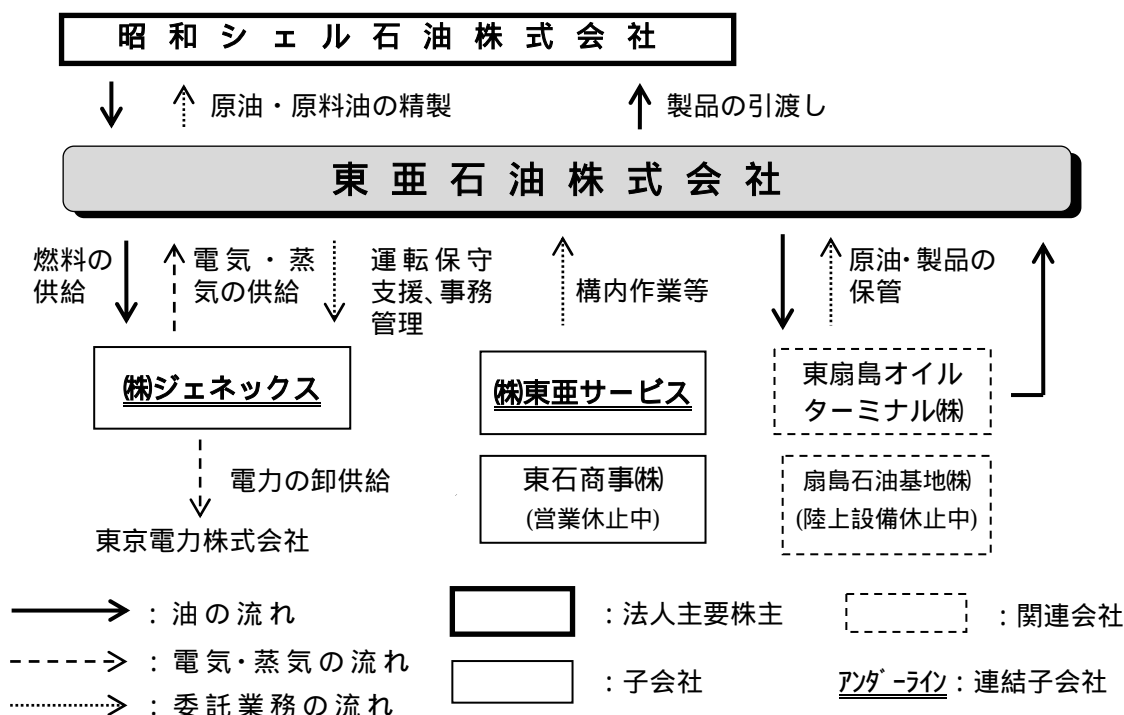 昭和シェル石油株式会社
原油・原料油の精製
製品の引渡し
東亜石油株式会社
燃料の
供給
電気・蒸
気の供給
運転保守
支援、事務
管理
構内作業等
原油・製品の
保管
㈱ジェネックス
㈱東亜サービス
東扇島オイル
ターミナル㈱
電力の卸供給
東京電力株式会社
東石商事㈱
(営業休止中)
扇島石油基地㈱
(陸上設備休止中)
：油の流れ
：法人主要株主
：関連会社
：電気・蒸気の流れ
：子会社
ｱﾝﾀﾞｰﾗｲﾝ：連結子会社
：委託業務の流れ